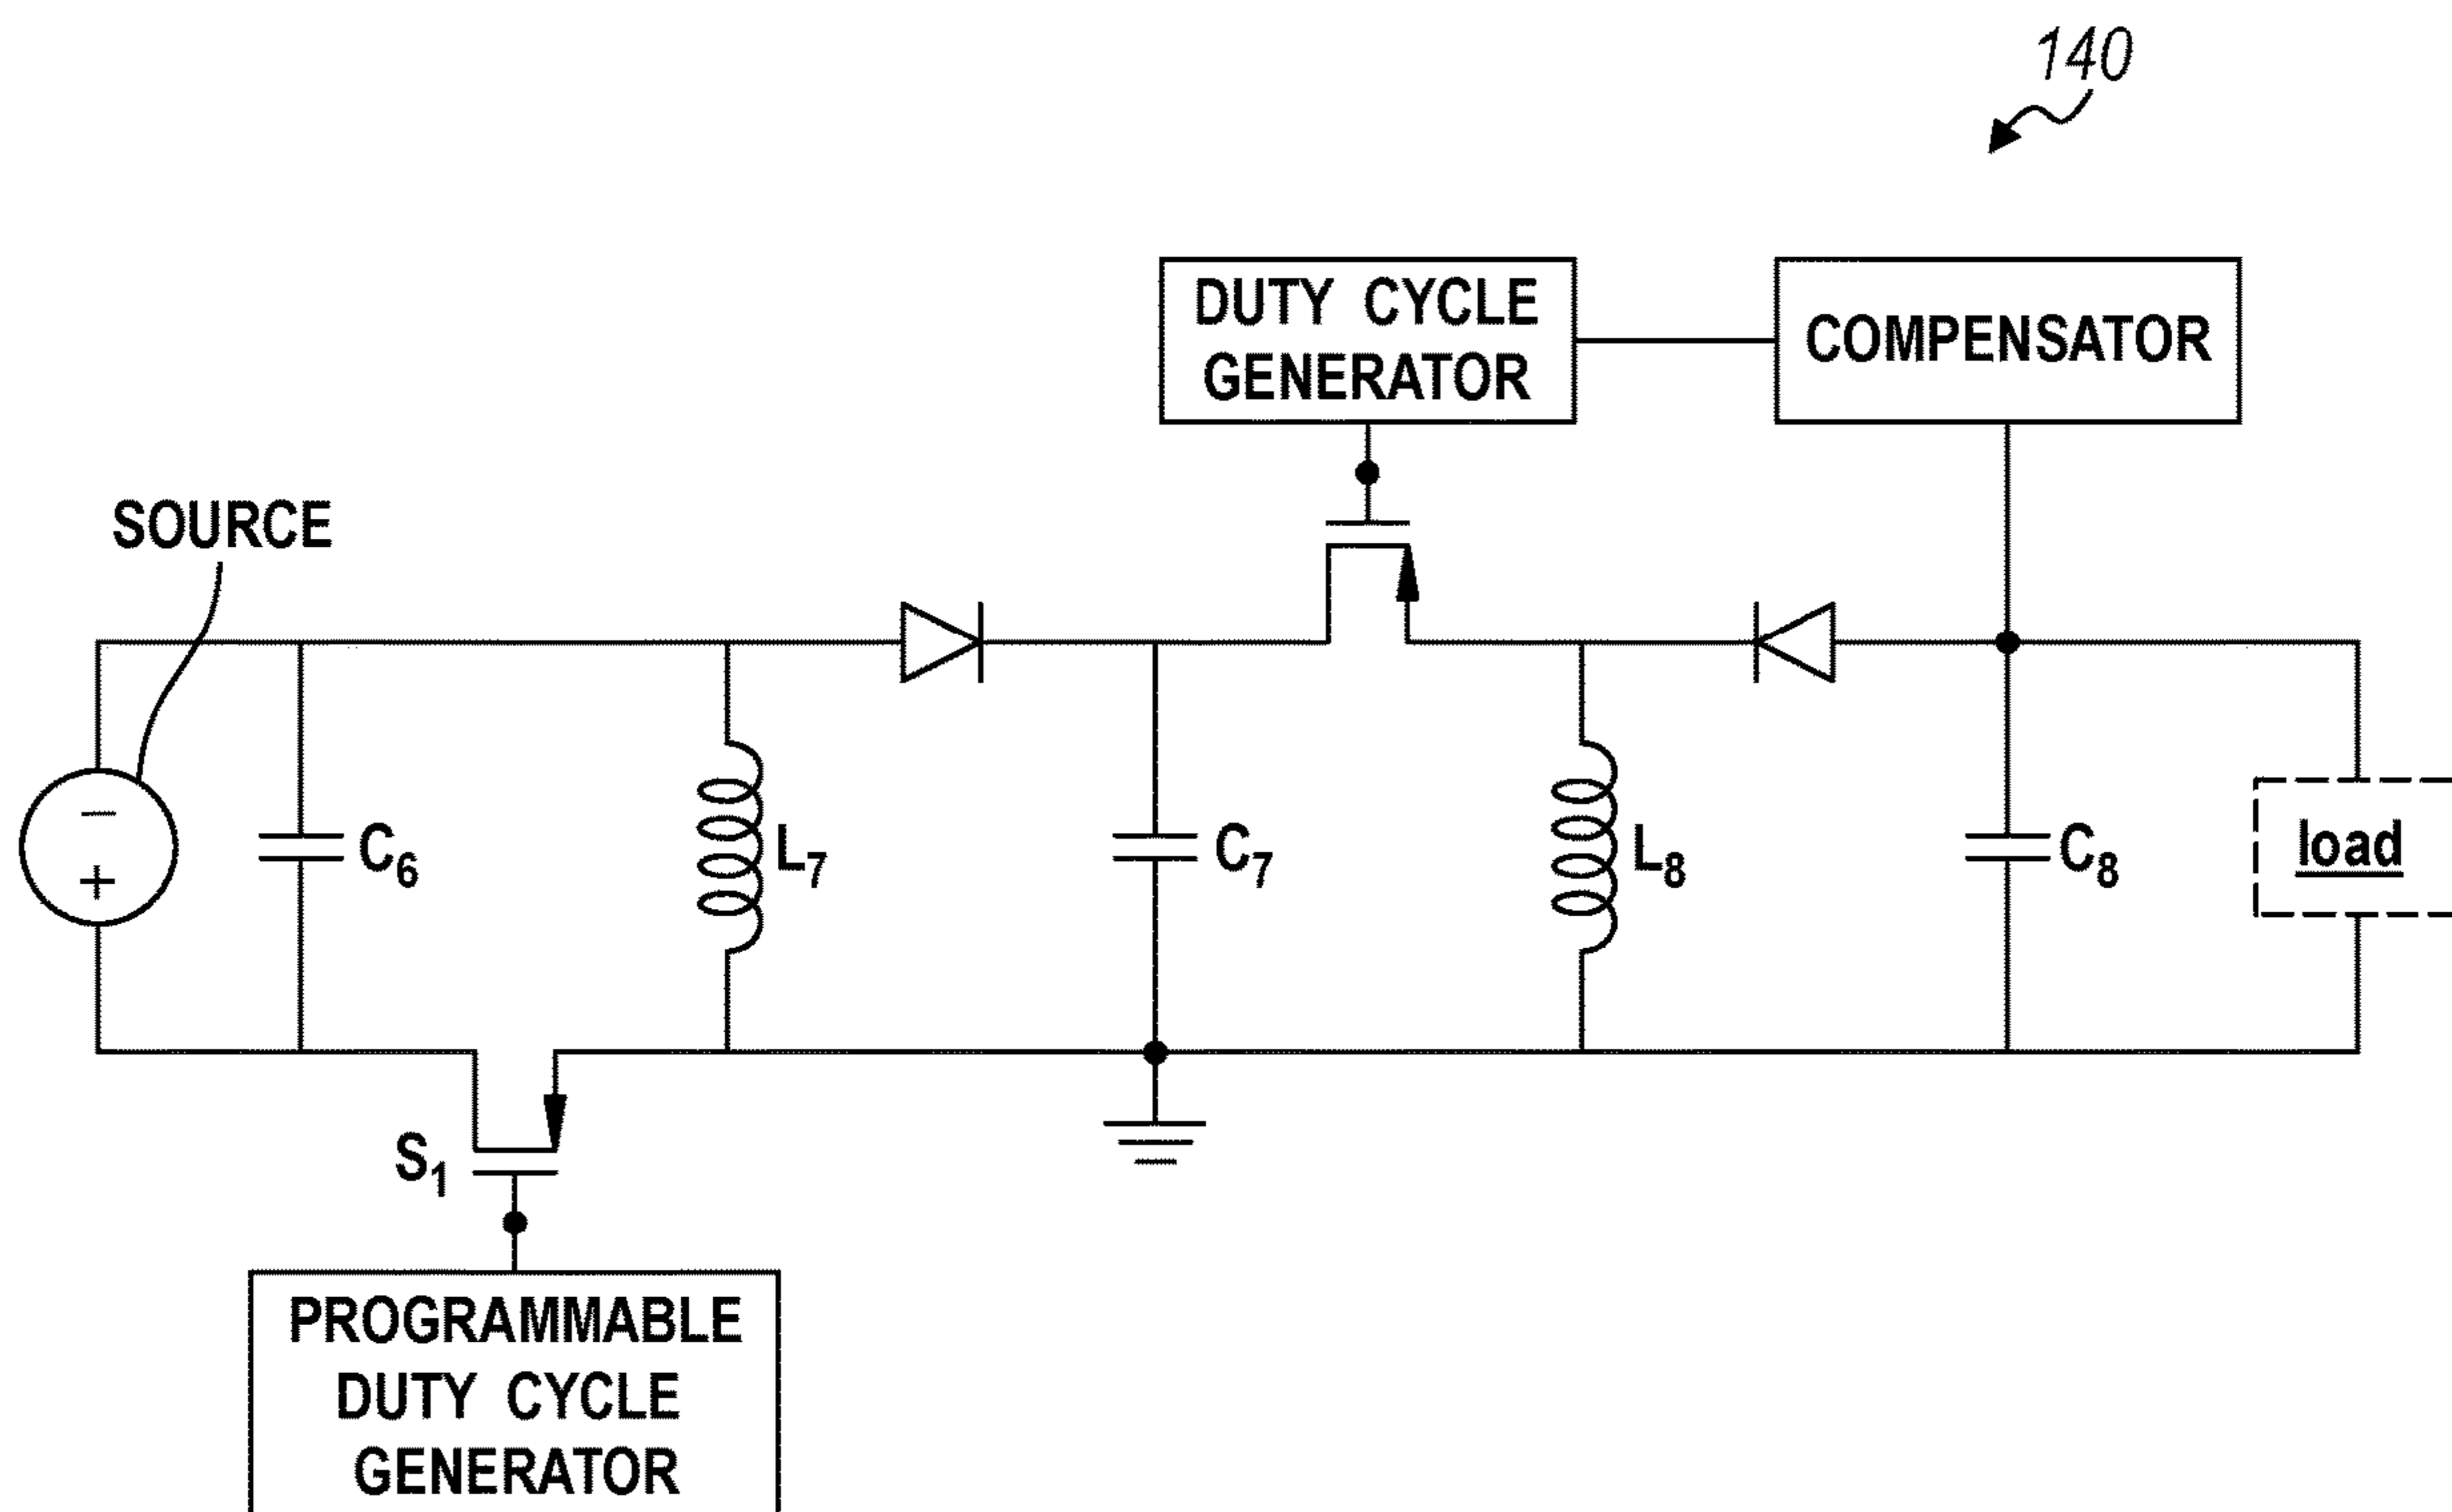 140
DUTY CYCLE
GENERATOR
COMPENSATOR
SOURCE
−
+
C6
L7
C7
L8
C8
load
S1
PROGRAMMABLE
DUTY CYCLE
GENERATOR